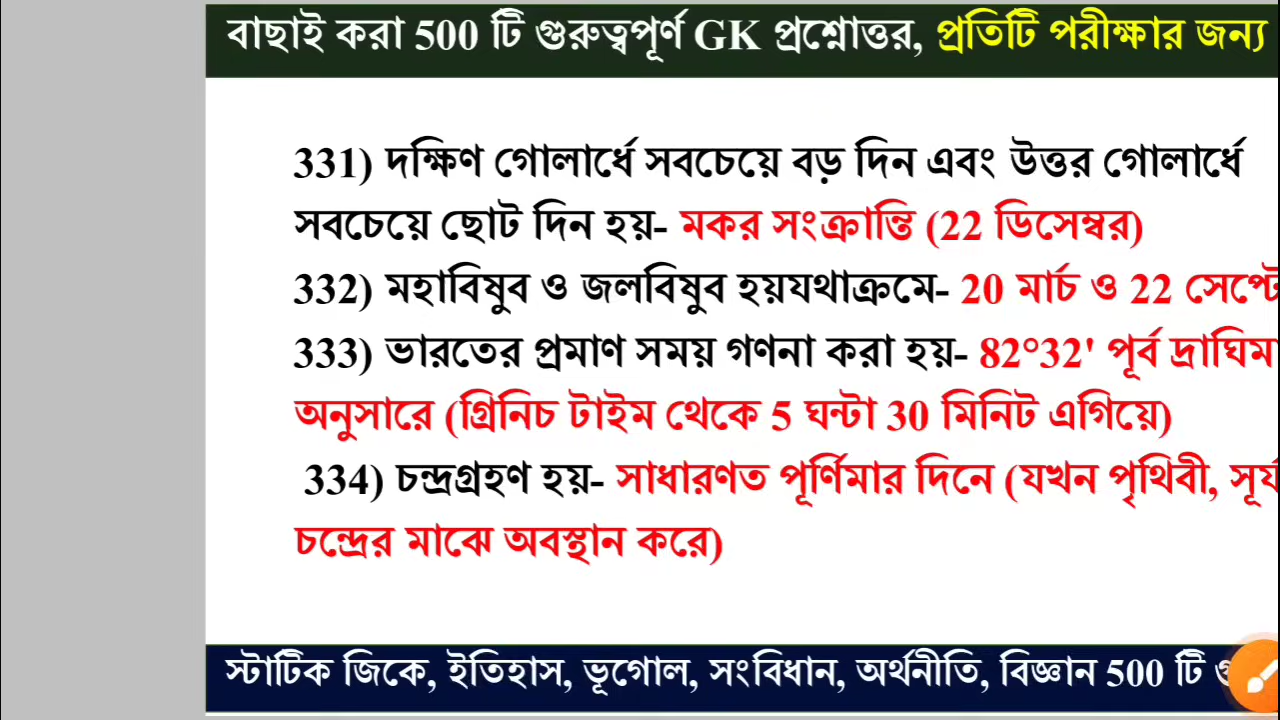 বাছাই করা 500 টি গুরুত্বপূর্ণ GK প্রশ্নোত্তর, প্রতিটি পরীক্ষার জন্য
331) দক্ষিণ গোলার্ধে সবচেয়ে বড় দিন এবং উত্তর গোলার্ধে
সবচেয়ে ছোট দিন হয়- মকর সংক্রান্তি (22 ডিসেম্বর)
332) মহাবিষুব ও জলবিষুব হয়যথাক্রমে- 20 মার্চ ও 22
333) ভারতের প্রমাণ সময় গণনা করা হয়- 82°32' পূর্ব
অনুসারে (গ্রিনিচ টাইম থেকে 5 ঘন্টা 30 মিনিট এগিয়ে)
334) চন্দ্রগ্রহণ হয়- সাধারণত পূর্ণিমার দিনে (যখন পৃথিবী,
চন্দ্রের মাঝে অবস্থান করে)
স্টাটিক জিকে, ইতিহাস, ভূগোল, সংবিধান, অর্থনীতি, বিজ্ঞান 500 টি